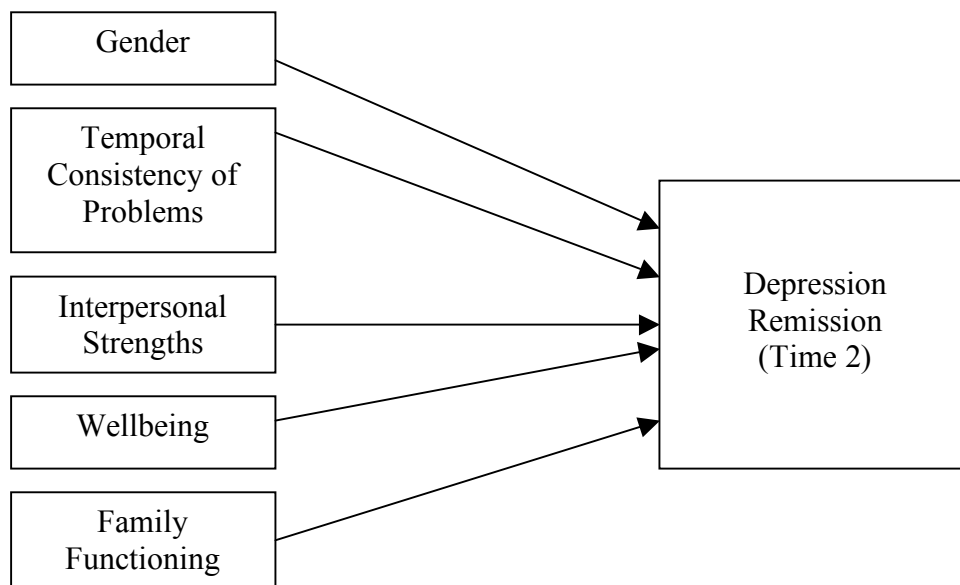 Gender
Temporal
Consistency of
Problems
Interpersonal
Strengths
Wellbeing
Family
Functioning
Depression
Remission
(Time 2)